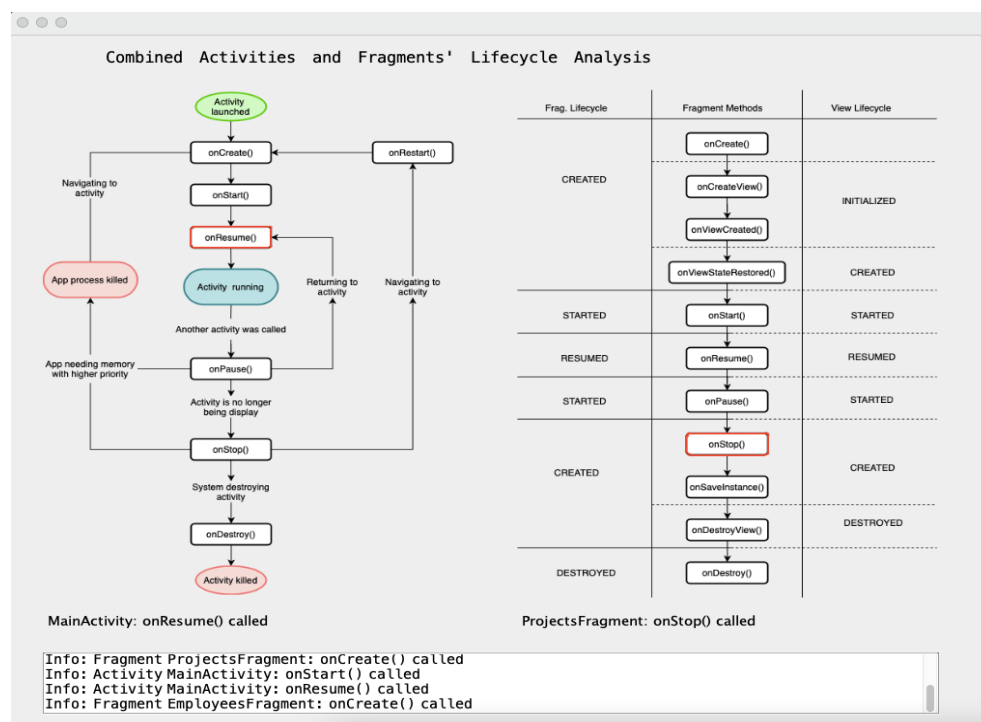 Combined Activities and Fragments' Lifecycle Analysis
Activity
launched
onCreate()
onRestart()
Navigating to
activity
onStart()
onResume()
App process killed
Activity running
Returning to
activity
Navigating to
activity
Another activity was called
App needing memory
with higher priority
onPause()
Activity is no longer
being display
onStop()
System destroying
activity
onDestroy()
Activity killed
MainActivity: onResume() called
Frag. Lifecycle
Fragment Methods
View Lifecycle
onCreate()
CREATED
onCreateView()
INITIALIZED
onViewCreated()
onViewStateRestored()
CREATED
STARTED
onStart()
STARTED
RESUMED
onResume()
RESUMED
STARTED
onPause()
STARTED
onStop()
CREATED
CREATED
onSaveInstance()
onDestroyView()
DESTROYED
DESTROYED
onDestroy()
ProjectsFragment: onStop() called
Info: Fragment ProjectsFragment: onCreate() called
Info: Activity MainActivity: onStart() called
Info: Activity MainActivity: onResume() called
Info: Fragment EmployeesFragment: onCreate() called